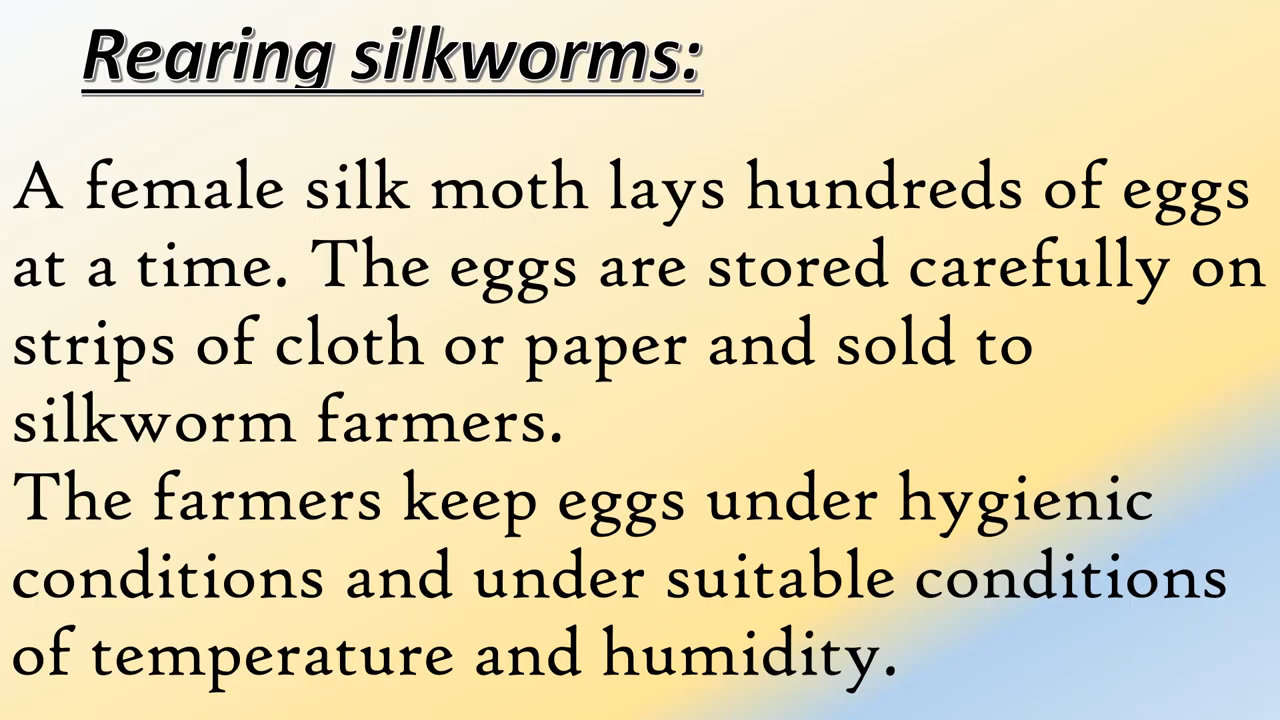 Rearing silkworms:
A female silk moth lays hundreds of eggs
at a time. The eggs are stored carefully on
strips of cloth or paper and sold to
silkworm farmers.
The farmers keep eggs under hygienic
conditions and under suitable conditions
of temperature and humidity.